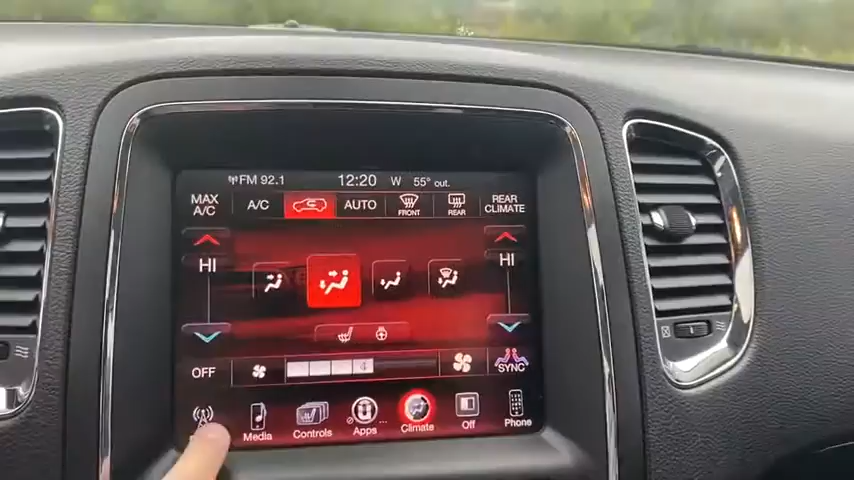 FM 92.1 12:20 W 55° out.
MAX A/C A/C AUTO FRONT REAR REAR CLIMATE
HI HI
OFF 4 SYNC
Media Controls Apps Climate Off Phone